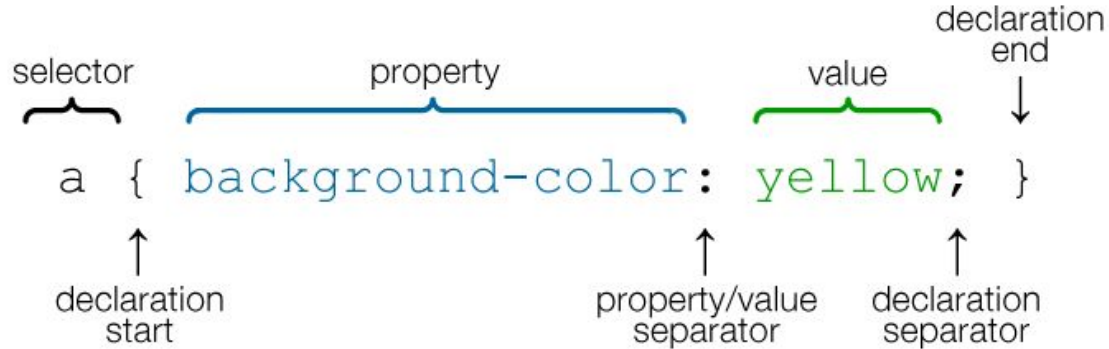 declaration
end
selector
property
value
a { background-color: yellow; }
declaration
start
property/value
separator
declaration
separator